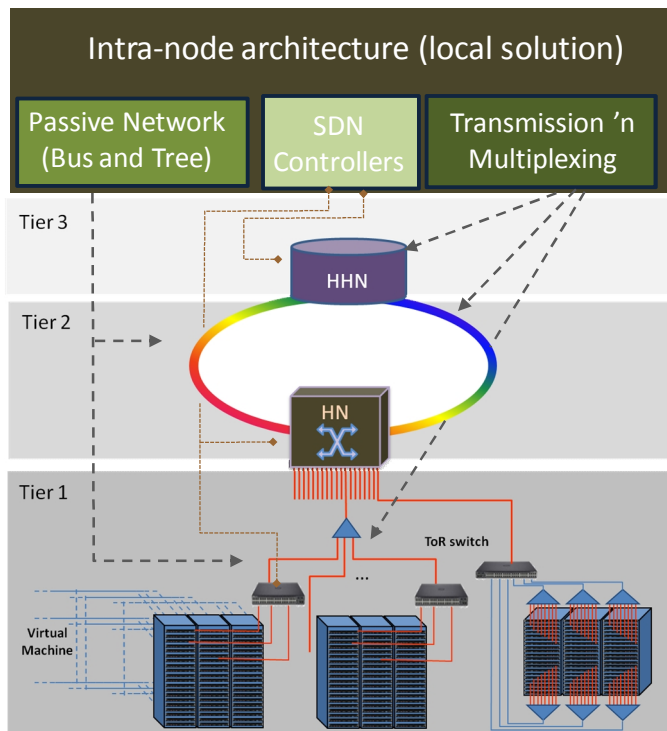 Intra-node architecture (local solution)
Passive Network
(Bus and Tree)
SDN
Controllers
Transmission ’n
Multiplexing
Tier 3
HHN
Tier 2
HN
Tier 1
ToR switch
...
Virtual
Machine